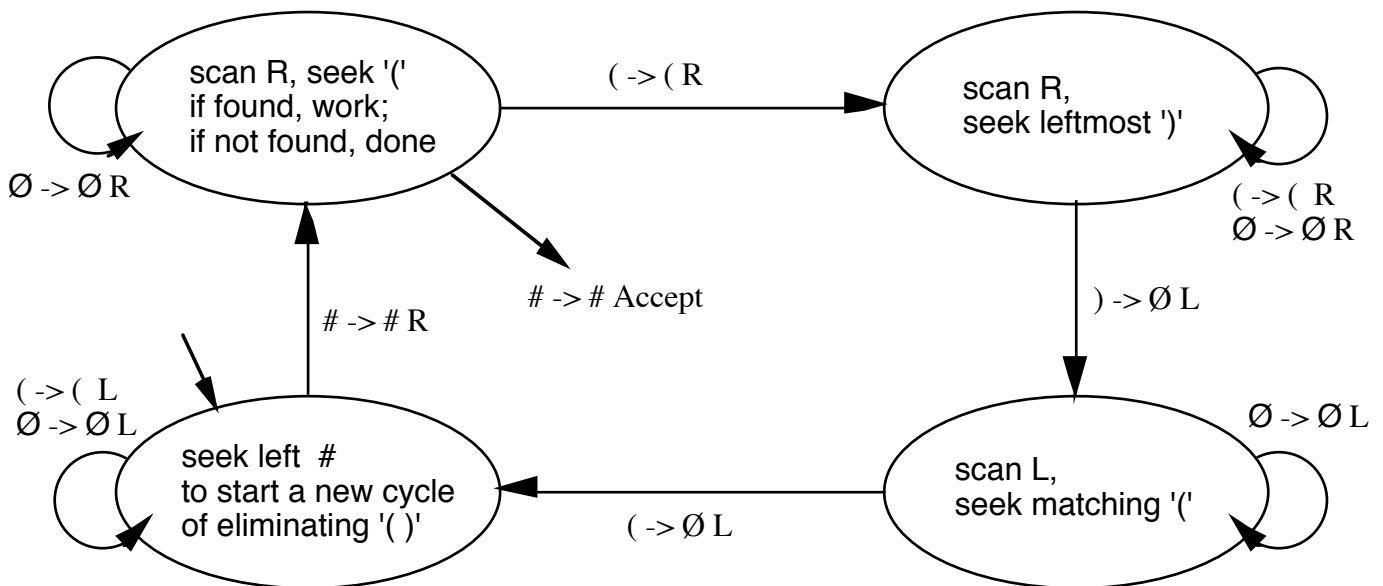 scan R, seek '('
if found, work;
if not found, done
( -> ( R
scan R,
seek leftmost ')'
Ø -> Ø R
( -> (  R
Ø -> Ø R
# -> # Accept
# -> # R
) -> Ø L
( -> (  L
Ø -> Ø L
Ø -> Ø L
seek left  #
to start a new cycle
of eliminating '( )'
( -> Ø L
scan L,
seek matching '('